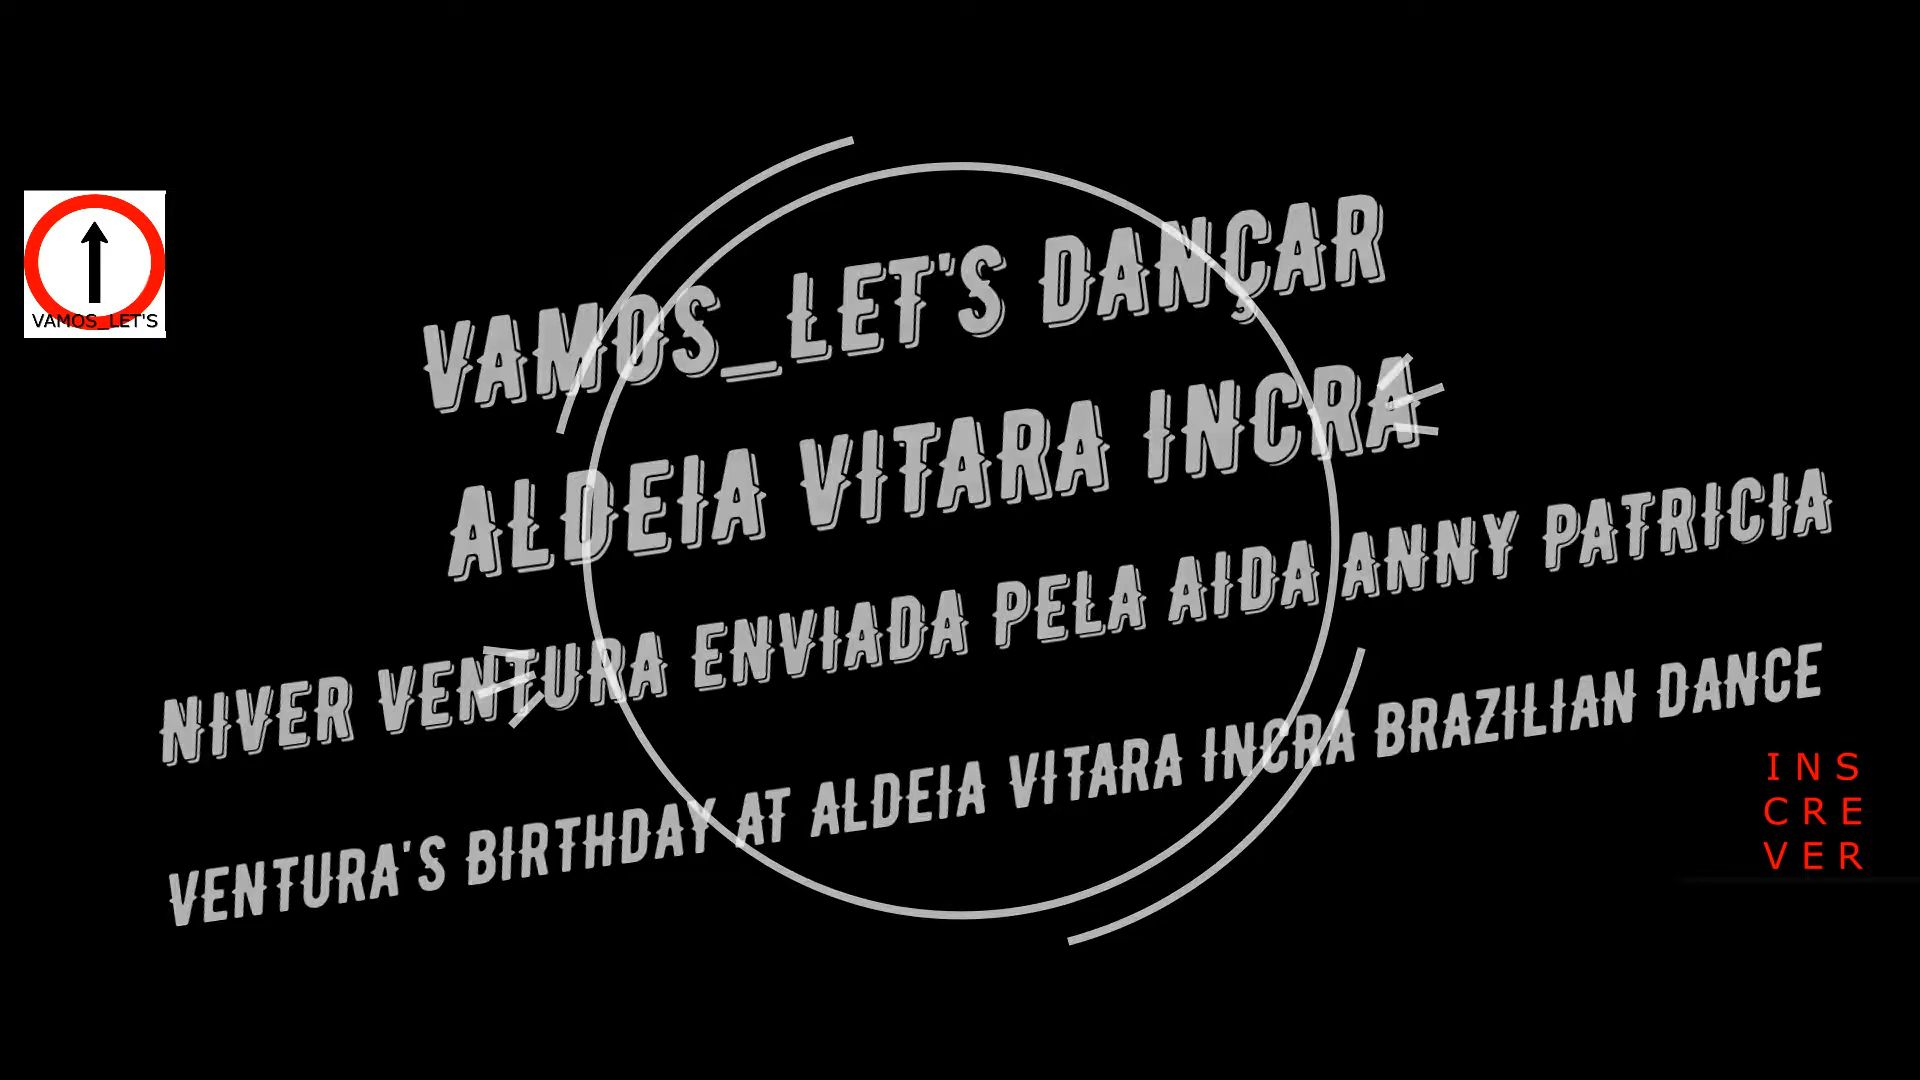 VAMOS_LET'S DANÇAR
VAMOS_LET'S
ALDEIA VITARA INCRA
NIVER VENTURA ENVIADA PELA AIDA ANNY PATRICIA
VENTURA'S BIRTHDAY AT ALDEIA VITARA INCRA BRAZILIAN DANCE
INS
CRE
VER